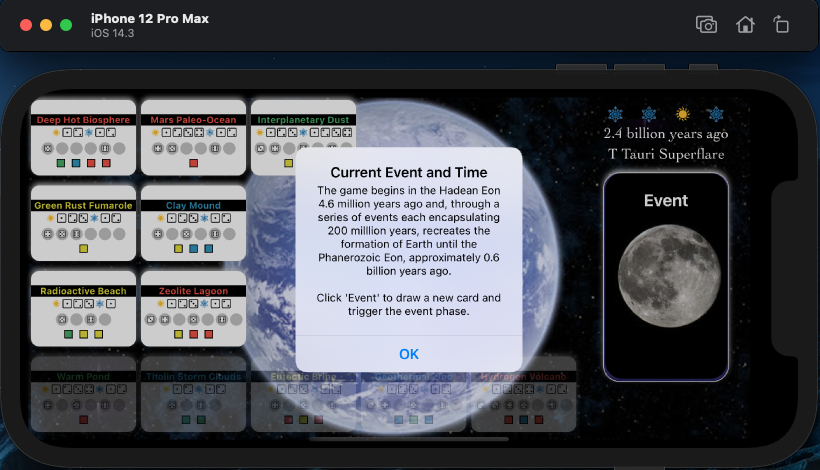 iPhone 12 Pro Max
iOS 14.3
Deep Hot Biosphere
Mars Paleo-Ocean
Interplanetary Dust
2.4 billion years ago
T Tauri Superflare
Event
Current Event and Time
The game begins in the Hadean Eon
4.6 million years ago and, through a
series of events each encapsulating
200 milllion years, recreates the
formation of Earth until the
Phanerozoic Eon, approximately 0.6
billion years ago.
Click 'Event' to draw a new card and
trigger the event phase.
OK
Green Rust Fumarole
Clay Mound
Radioactive Beach
Zeolite Lagoon
Warm Pond
Tholin Storm Clouds
Eutectic Brine
Hydrogen Volcano